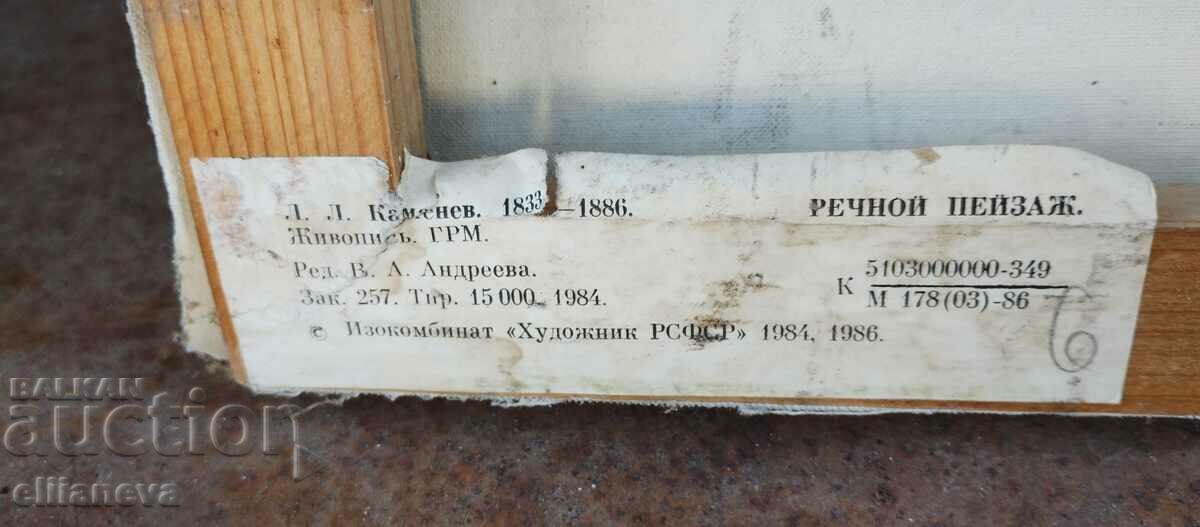 Л. Л. Каменев. 1833—1886. РЕЧНОЙ ПЕЙЗАЖ.
Живопись. ГРМ.
Ред. В. А. Андреева.
Зак. 257. Тир. 15 000. 1984.
К 5103000000-349
М 178(03)-86
© Изокомбинат «Художник РСФСР» 1984, 1986.
6
BALKAN
auction
ellianeva